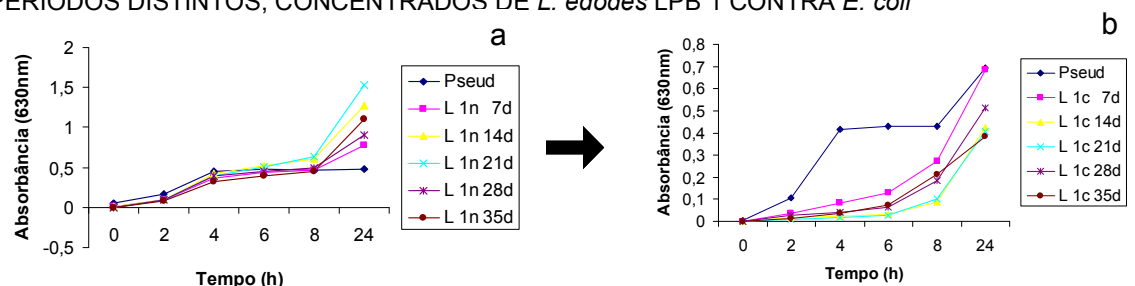 PERÍODOS DISTINTOS, CONCENTRADOS DE L. edodes LPB 1 CONTRA E. coli
a
Absorbância (630nm)
2
1,5
1
0,5
0
-0,5
0 2 4 6 8 24
Tempo (h)
Pseud
L 1n 7d
L 1n 14d
L 1n 21d
L 1n 28d
L 1n 35d
b
Absorbância (630nm)
0,8
0,7
0,6
0,5
0,4
0,3
0,2
0,1
0
0 2 4 6 8 24
Tempo (h)
Pseud
L 1c 7d
L 1c 14d
L 1c 21d
L 1c 28d
L 1c 35d